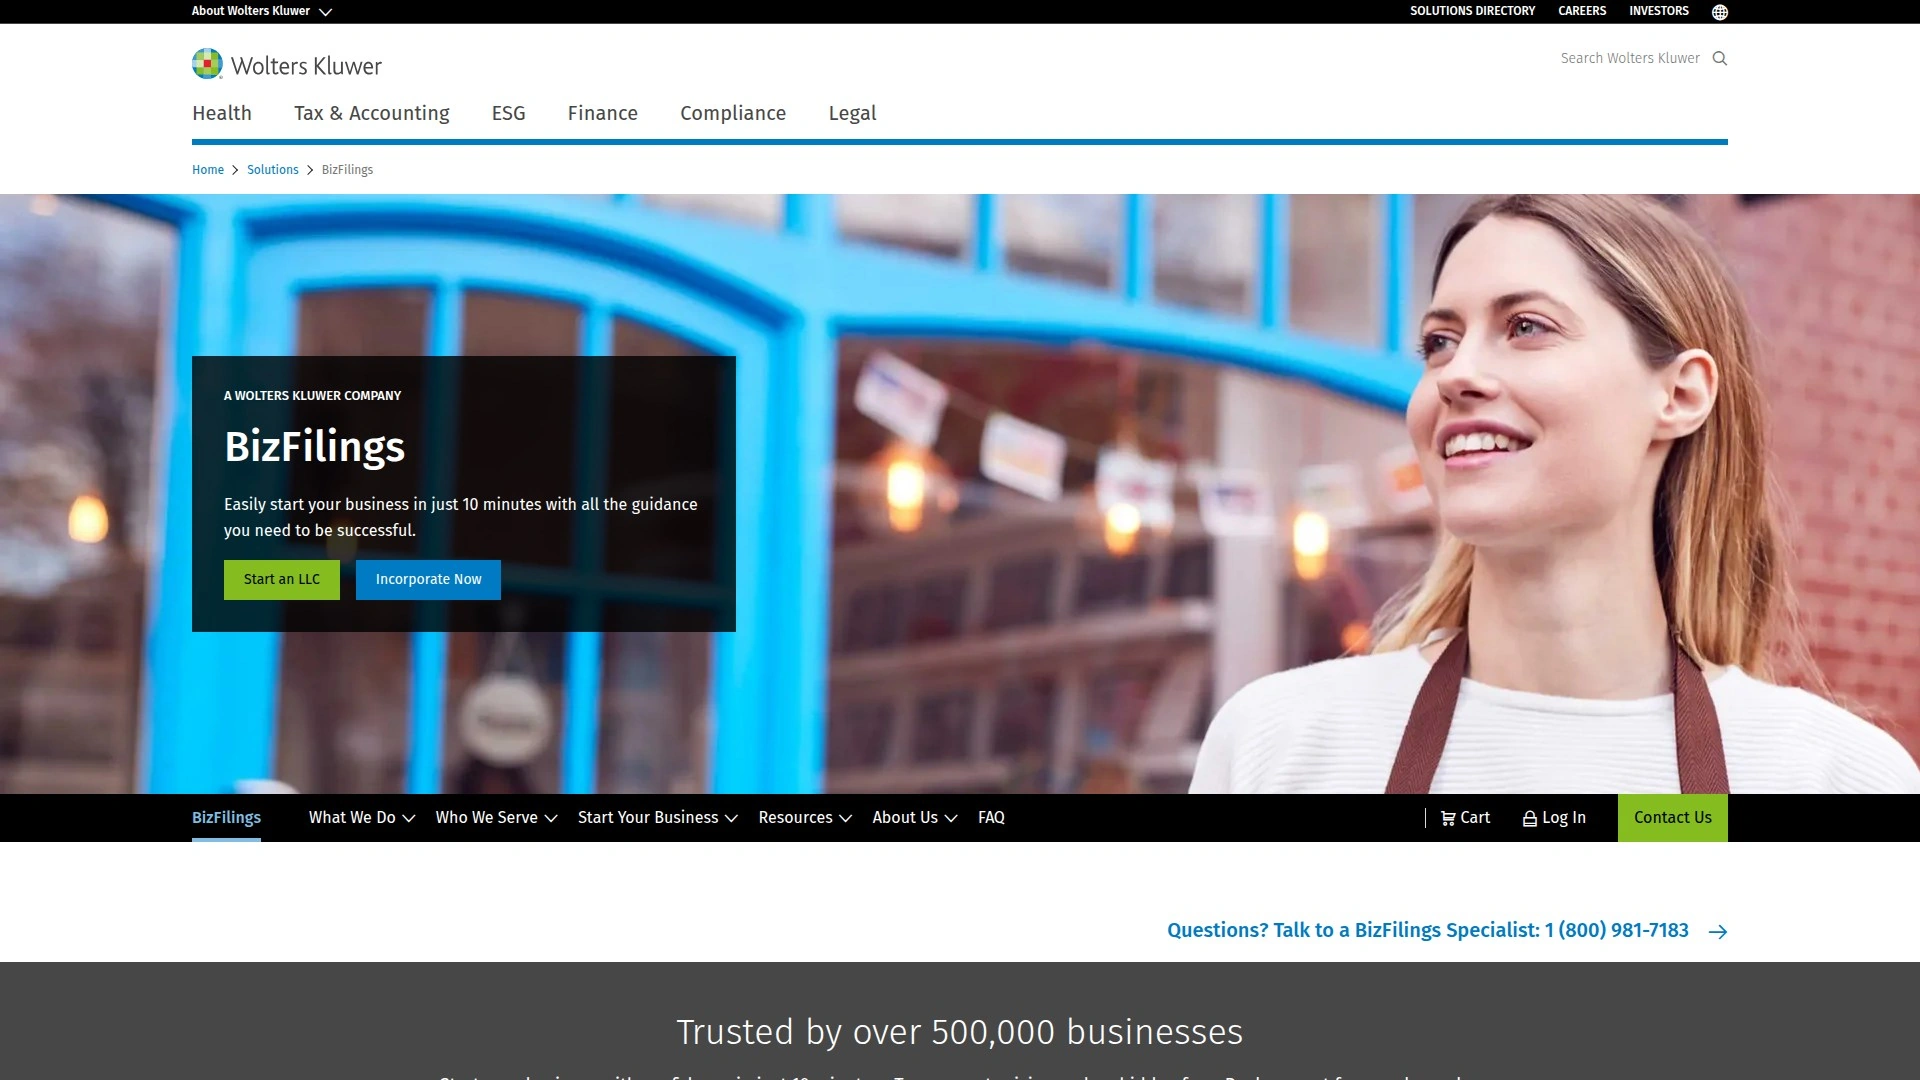 About Wolters Kluwer
SOLUTIONS DIRECTORY
CAREERS
INVESTORS
Wolters Kluwer
Search Wolters Kluwer
Health
Tax & Accounting
ESG
Finance
Compliance
Legal
Home
Solutions
BizFilings
A WOLTERS KLUWER COMPANY
BizFilings
Easily start your business in just 10 minutes with all the guidance
you need to be successful.
Start an LLC
Incorporate Now
BizFilings
What We Do
Who We Serve
Start Your Business
Resources
About Us
FAQ
Cart
Log In
Contact Us
Questions? Talk to a BizFilings Specialist: 1 (800) 981-7183
Trusted by over 500,000 businesses